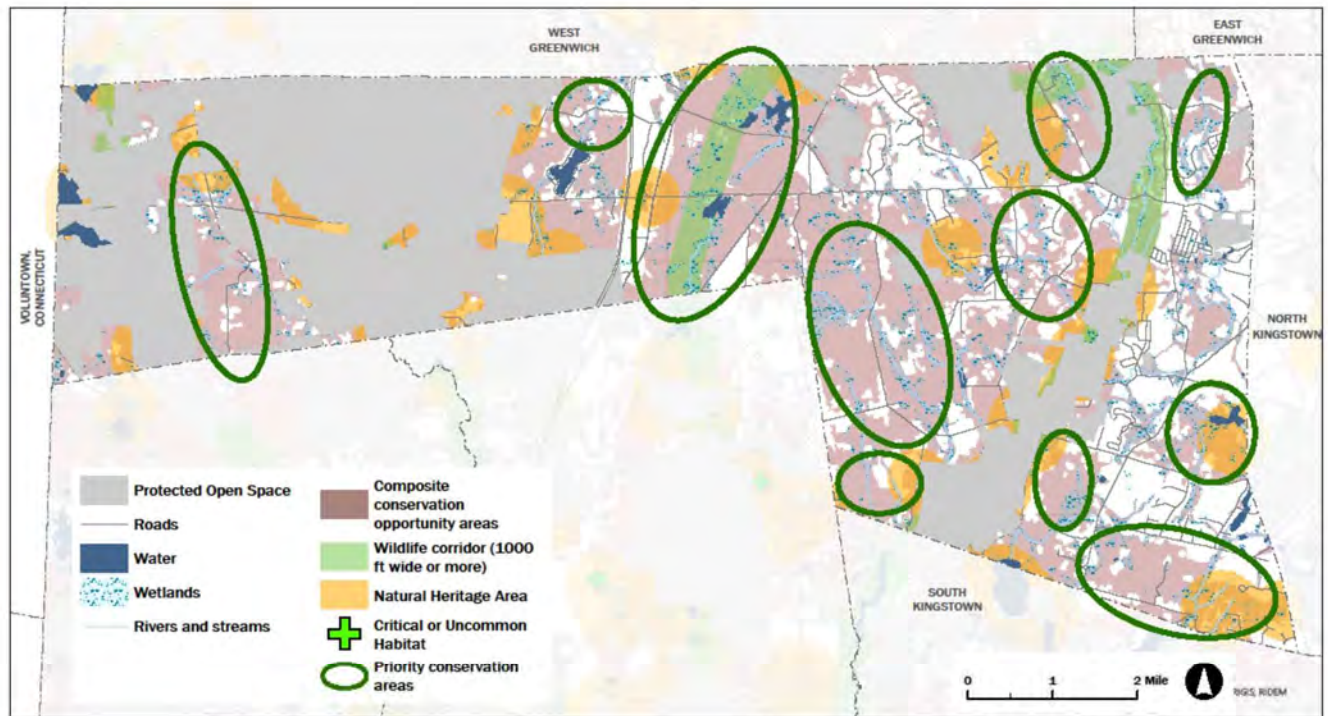 WEST
GREENWICH
EAST
GREENWICH
VOLUNTOWN,
CONNECTICUT
NORTH
KINGSTOWN
SOUTH
KINGSTOWN
Protected Open Space
Roads
Water
Wetlands
Rivers and streams
Composite
conservation
opportunity areas
Wildlife corridor (1000
ft wide or more)
Natural Heritage Area
Critical or Uncommon
Habitat
Priority conservation
areas
0 1 2 Mile
RIGIS, RIDEM